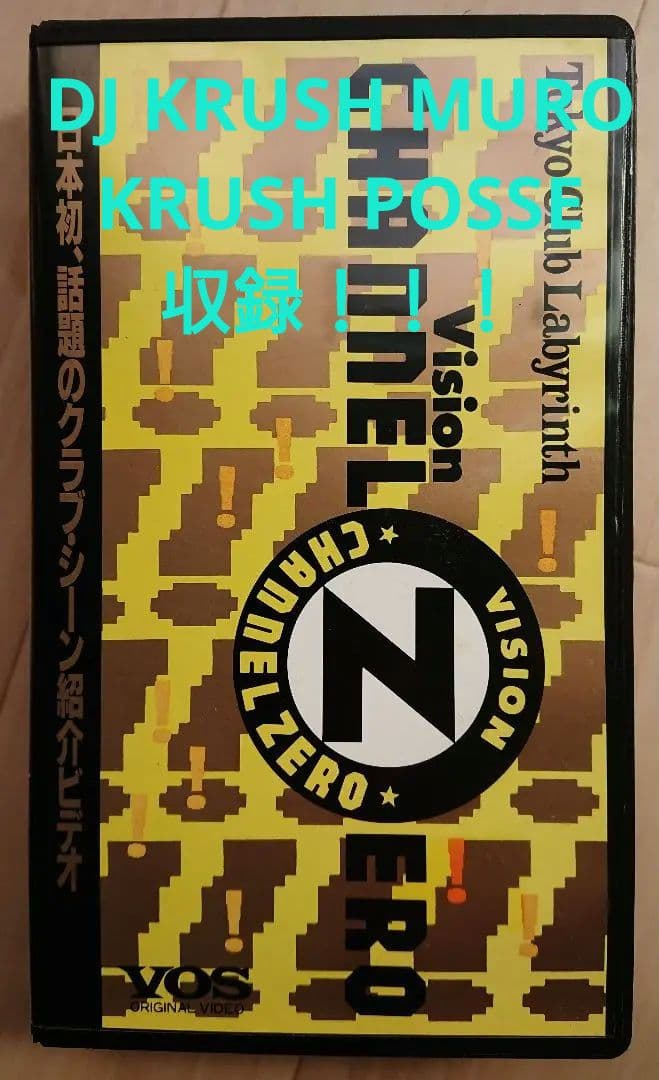 DJ KRUSH MURO
KRUSH POSSE
収録！！！
Tokyo Club Labyrinth
Vision
CHANNEL
Z
ERO
VISION
★ CHANNEL ZERO ★
日本初、話題のクラブ・シーン紹介ビデオ
VOS
ORIGINAL VIDEO